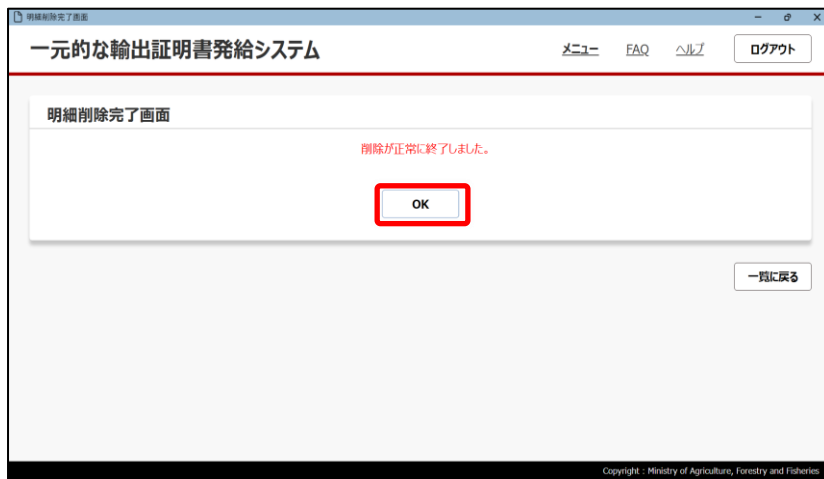 明細削除完了画面
一元的な輸出証明書発給システム メニュー FAQ ヘルプ ログアウト
明細削除完了画面
削除が正常に終了しました。
OK
一覧に戻る
Copyright : Ministry of Agriculture, Forestry and Fisheries